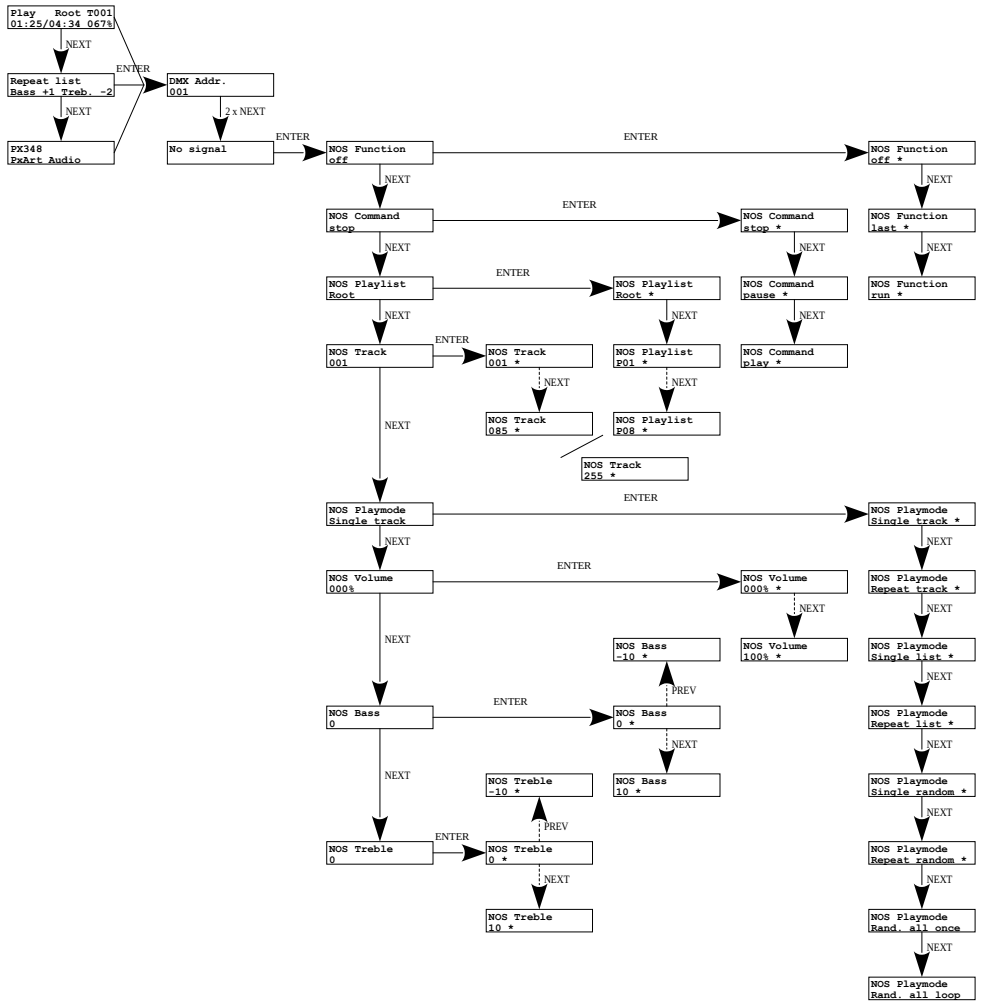 Play Root T001
01:25/04:34 067%
NEXT
Repeat list
Bass +1 Treb. -2
ENTER
DMX Addr.
001
NEXT
2 x NEXT
PX348
PxArt Audio
No signal
ENTER
NOS Function
off
ENTER
NOS Function
off *
NEXT
NEXT
NOS Command
stop
ENTER
NOS Command
stop *
NOS Function
last *
NEXT
NEXT
NEXT
NOS Playlist
Root
ENTER
NOS Playlist
Root *
NOS Command
pause *
NOS Function
run *
NEXT
NEXT
NEXT
NOS Track
001
ENTER
NOS Track
001 *
NOS Playlist
P01 *
NOS Command
play *
NEXT
NEXT
NEXT
NOS Track
085 *
NOS Playlist
P08 *
NOS Track
255 *
NOS Playmode
Single track
ENTER
NOS Playmode
Single track *
NEXT
NEXT
NOS Volume
000%
ENTER
NOS Volume
000% *
NOS Playmode
Repeat track *
NEXT
NEXT
NEXT
NOS Bass
-10 *
NOS Volume
100% *
NOS Playmode
Single list *
PREV
NEXT
NOS Bass
0
ENTER
NOS Bass
0 *
NOS Playmode
Repeat list *
NEXT
NEXT
NEXT
NOS Treble
-10 *
NOS Bass
10 *
NOS Playmode
Single random *
PREV
NEXT
NOS Treble
0
ENTER
NOS Treble
0 *
NOS Playmode
Repeat random *
NEXT
NEXT
NOS Treble
10 *
NOS Playmode
Rand. all once
NEXT
NOS Playmode
Rand. all loop